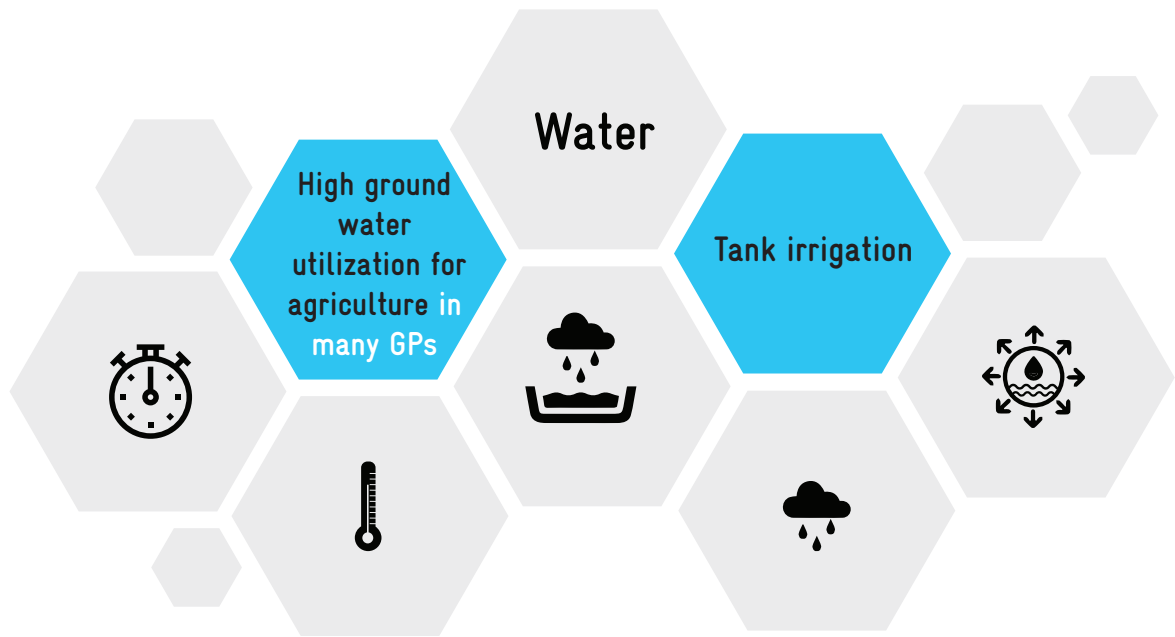 Water
High ground
water
utilization for
agriculture in
many GPs
Tank irrigation